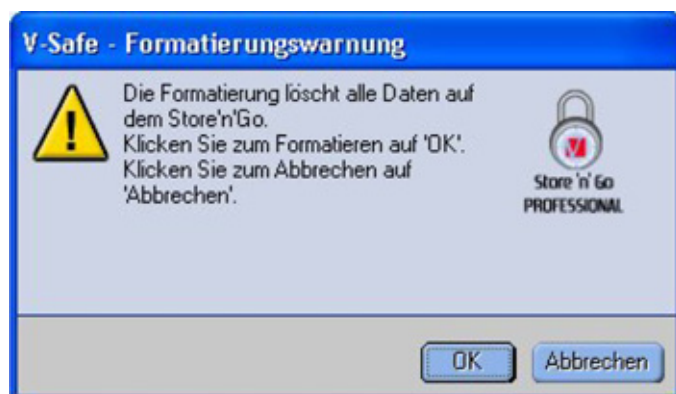 V-Safe - Formatierungswarnung
Die Formatierung löscht alle Daten auf
dem Store'n'Go.
Klicken Sie zum Formatieren auf 'OK'.
Klicken Sie zum Abbrechen auf
'Abbrechen'.
Store 'n' Go
PROFESSIONAL
OK
Abbrechen